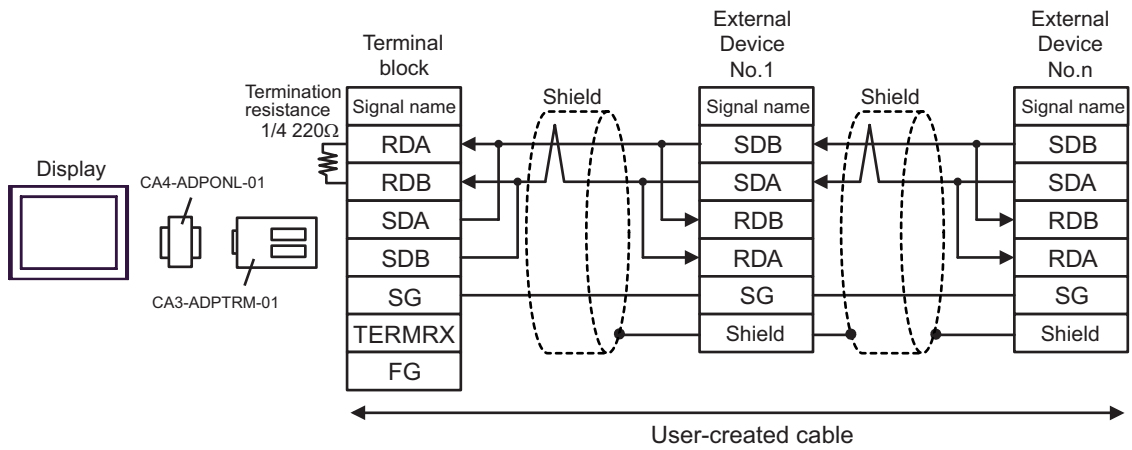 Display
CA4-ADPONL-01
CA3-ADPTRM-01
Termination
resistance
1/4 220Ω
Terminal
block
Signal name
RDA
RDB
SDA
SDB
SG
TERMRX
FG
Shield
External
Device
No.1
Signal name
SDB
SDA
RDB
RDA
SG
Shield
Shield
External
Device
No.n
Signal name
SDB
SDA
RDB
RDA
SG
Shield
User-created cable